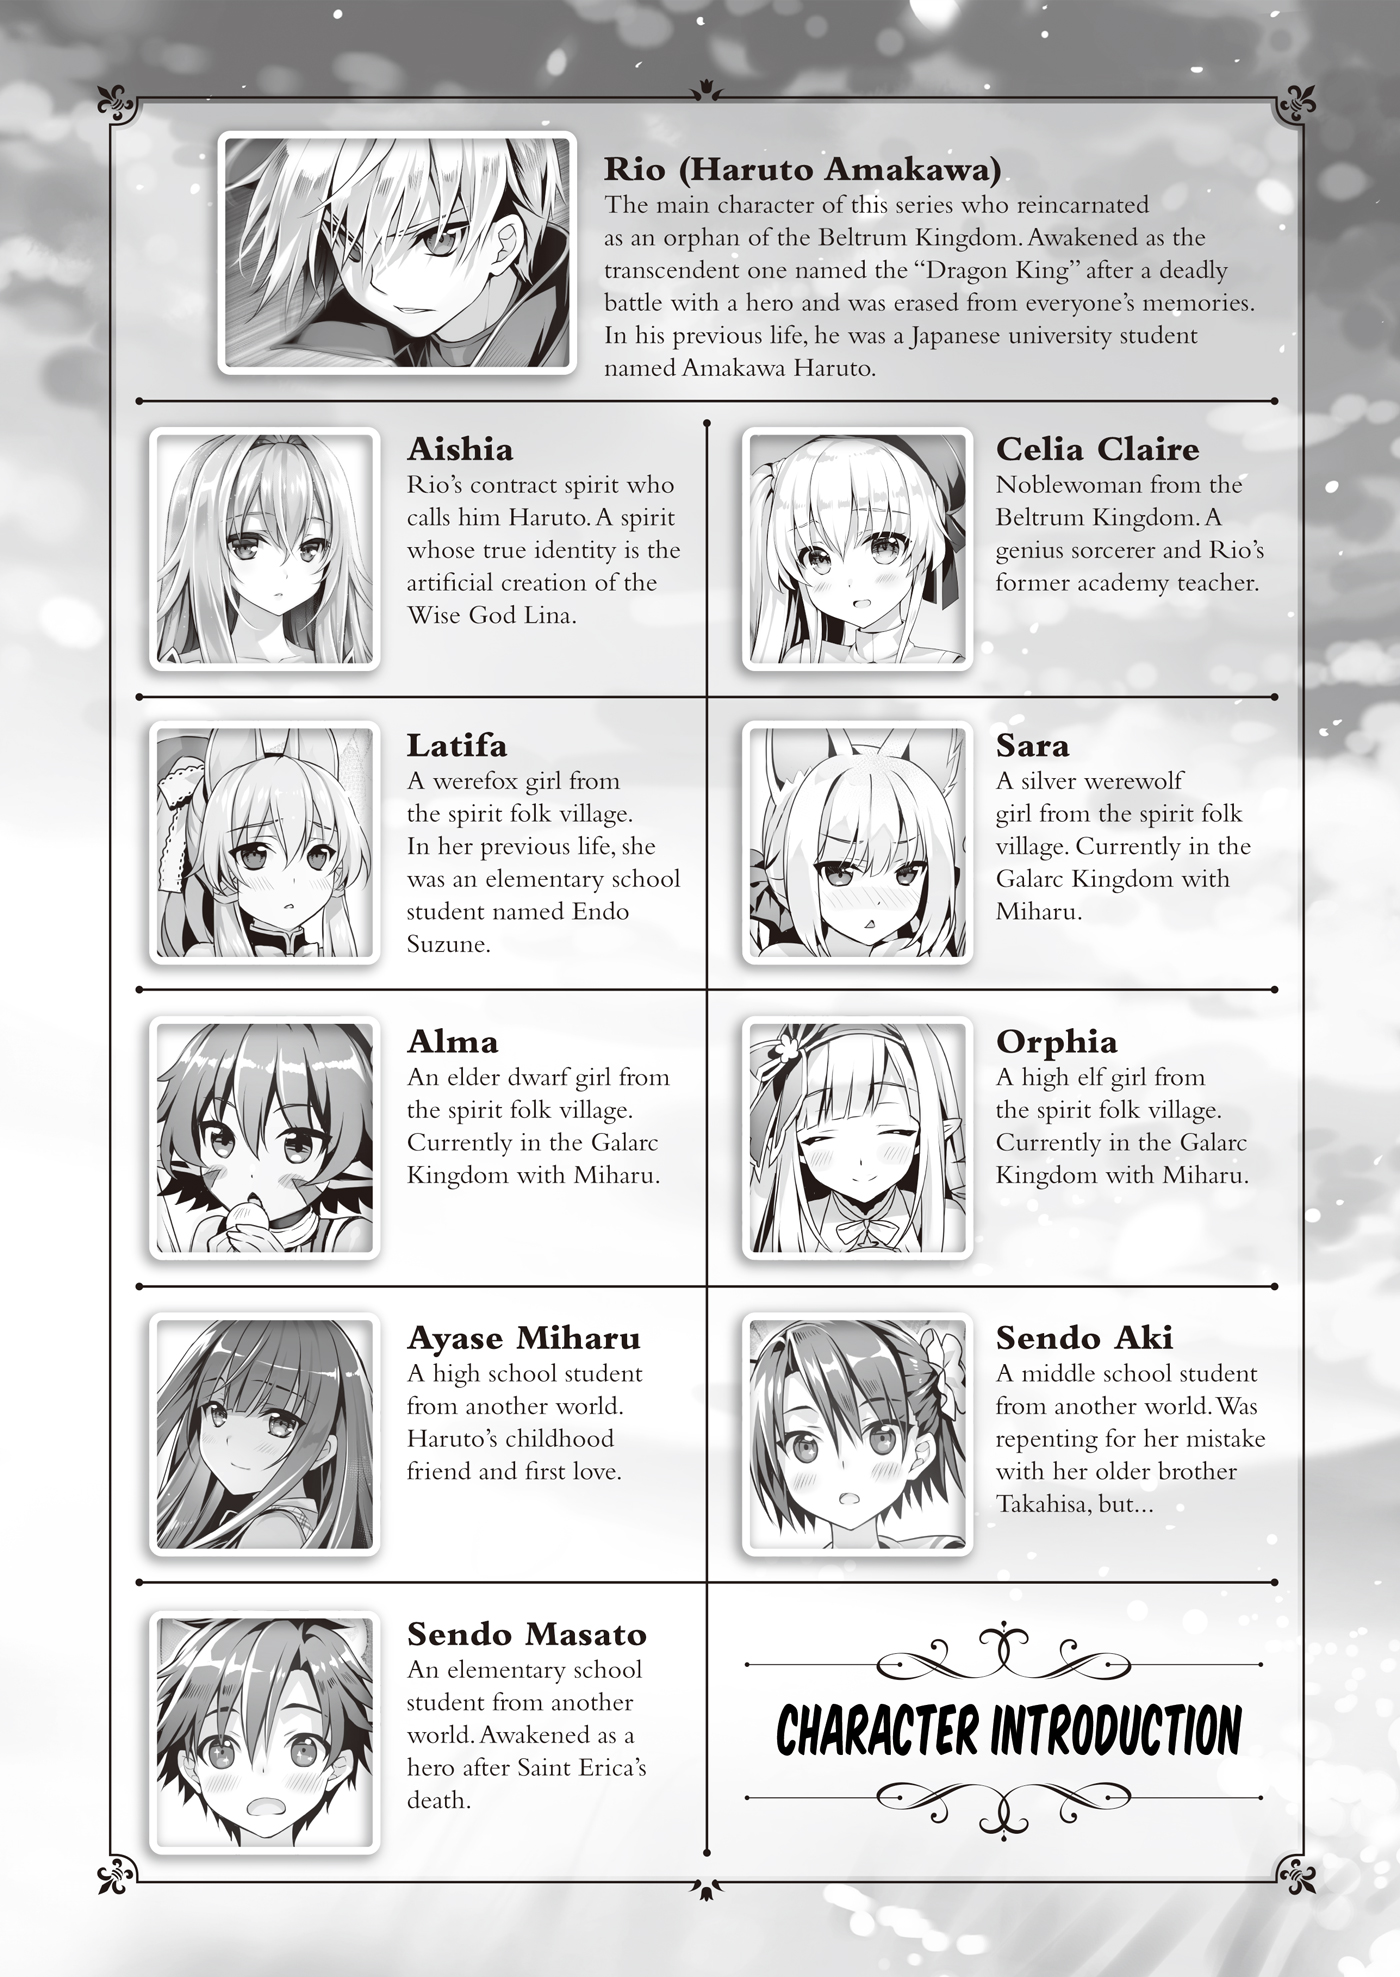 Rio (Haruto Amakawa)
The main character of this series who reincarnated
as an orphan of the Beltrum Kingdom. Awakened as the
transcendent one named the “Dragon King” after a deadly
battle with a hero and was erased from everyone’s memories.
In his previous life, he was a Japanese university student
named Amakawa Haruto.
Aishia
Rio’s contract spirit who
calls him Haruto. A spirit
whose true identity is the
artificial creation of the
Wise God Lina.
Celia Claire
Noblewoman from the
Beltrum Kingdom. A
genius sorcerer and Rio’s
former academy teacher.
Latifa
A werefox girl from
the spirit folk village.
In her previous life, she
was an elementary school
student named Endo
Suzune.
Sara
A silver werewolf
girl from the spirit folk
village. Currently in the
Galarc Kingdom with
Miharu.
Alma
An elder dwarf girl from
the spirit folk village.
Currently in the Galarc
Kingdom with Miharu.
Orphia
A high elf girl from
the spirit folk village.
Currently in the Galarc
Kingdom with Miharu.
Ayase Miharu
A high school student
from another world.
Haruto’s childhood
friend and first love.
Sendo Aki
A middle school student
from another world. Was
repenting for her mistake
with her older brother
Takahisa, but...
Sendo Masato
An elementary school
student from another
world. Awakened as a
hero after Saint Erica’s
death.
CHARACTER INTRODUCTION